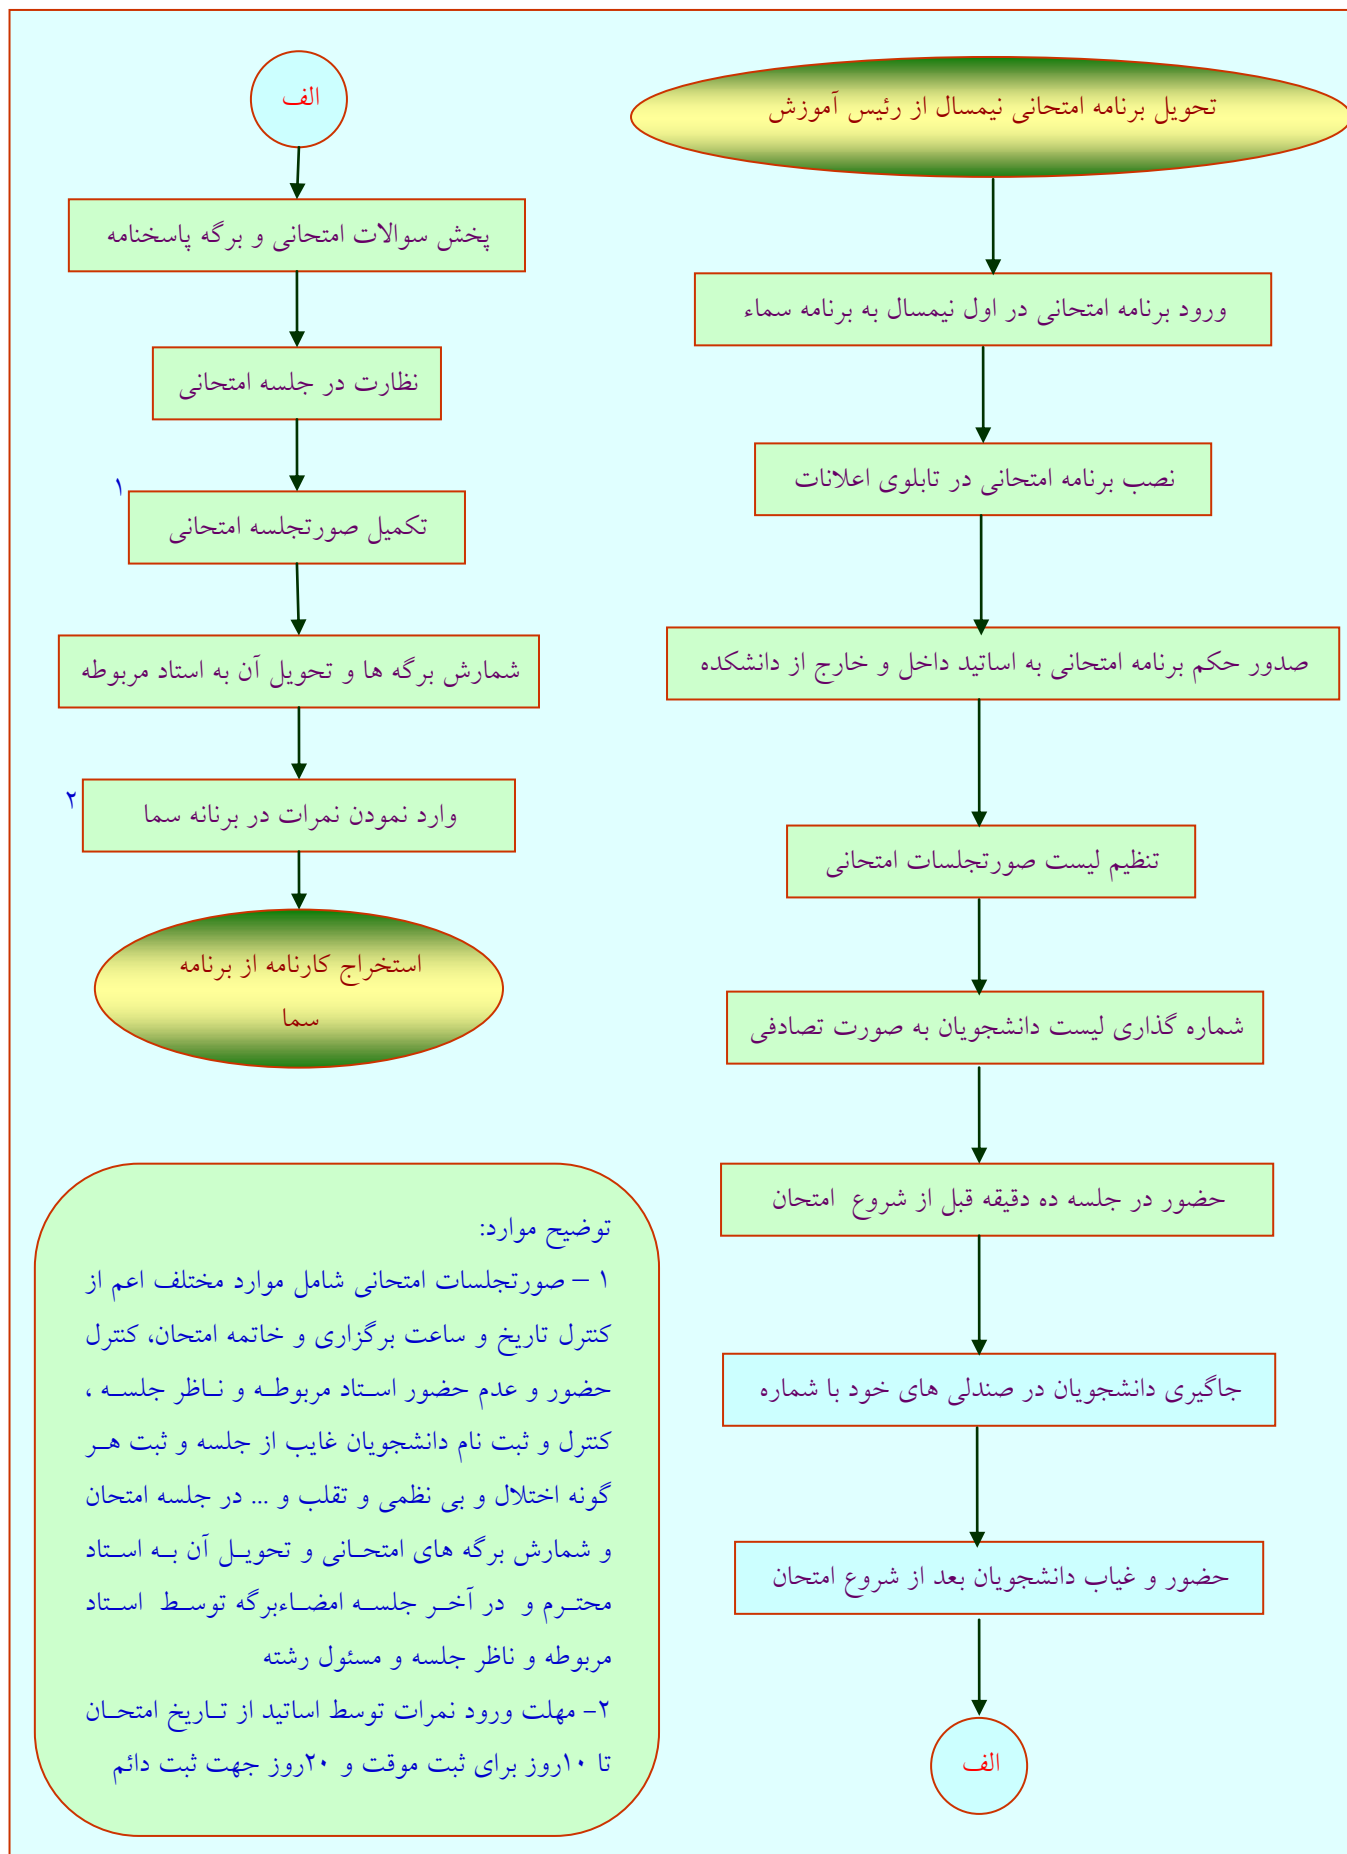 تحویل برنامه امتحانی نیمسال از رئیس آموزش
ورود برنامه امتحانی در اول نیمسال به برنامه سماء
نصب برنامه امتحانی در تابلوی اعلانات
صدور حکم برنامه امتحانی به اساتید داخل و خارج از دانشکده
تنظیم لیست صورتجلسات امتحانی
شماره گذاری لیست دانشجویان به صورت تصادفی
حضور در جلسه ده دقیقه قبل از شروع امتحان
جاگیری دانشجویان در صندلی های خود با شماره
حضور و غیاب دانشجویان بعد از شروع امتحان
الف
الف
پخش سوالات امتحانی و برگه پاسخنامه
نظارت در جلسه امتحانی
۱
تکمیل صورتجلسه امتحانی
شمارش برگه ها و تحویل آن به استاد مربوطه
۲
وارد نمودن نمرات در برنانه سما
استخراج کارنامه از برنامه
سما
توضیح موارد:
۱ – صورتجلسات امتحانی شامل موارد مختلف اعم از
کنترل تاریخ و ساعت برگزاری و خاتمه امتحان، کنترل
حضور و عدم حضور استاد مربوطه و ناظر جلسه ،
کنترل و ثبت نام دانشجویان غایب از جلسه و ثبت هر
گونه اختلال و بی نظمی و تقلب و ... در جلسه امتحان
و شمارش برگه های امتحانی و تحویل آن به استاد
محترم و در آخر جلسه امضاءبرگه توسط استاد
مربوطه و ناظر جلسه و مسئول رشته
۲- مهلت ورود نمرات توسط اساتید از تاریخ امتحان
تا ۱۰روز برای ثبت موقت و ۲۰روز جهت ثبت دائم